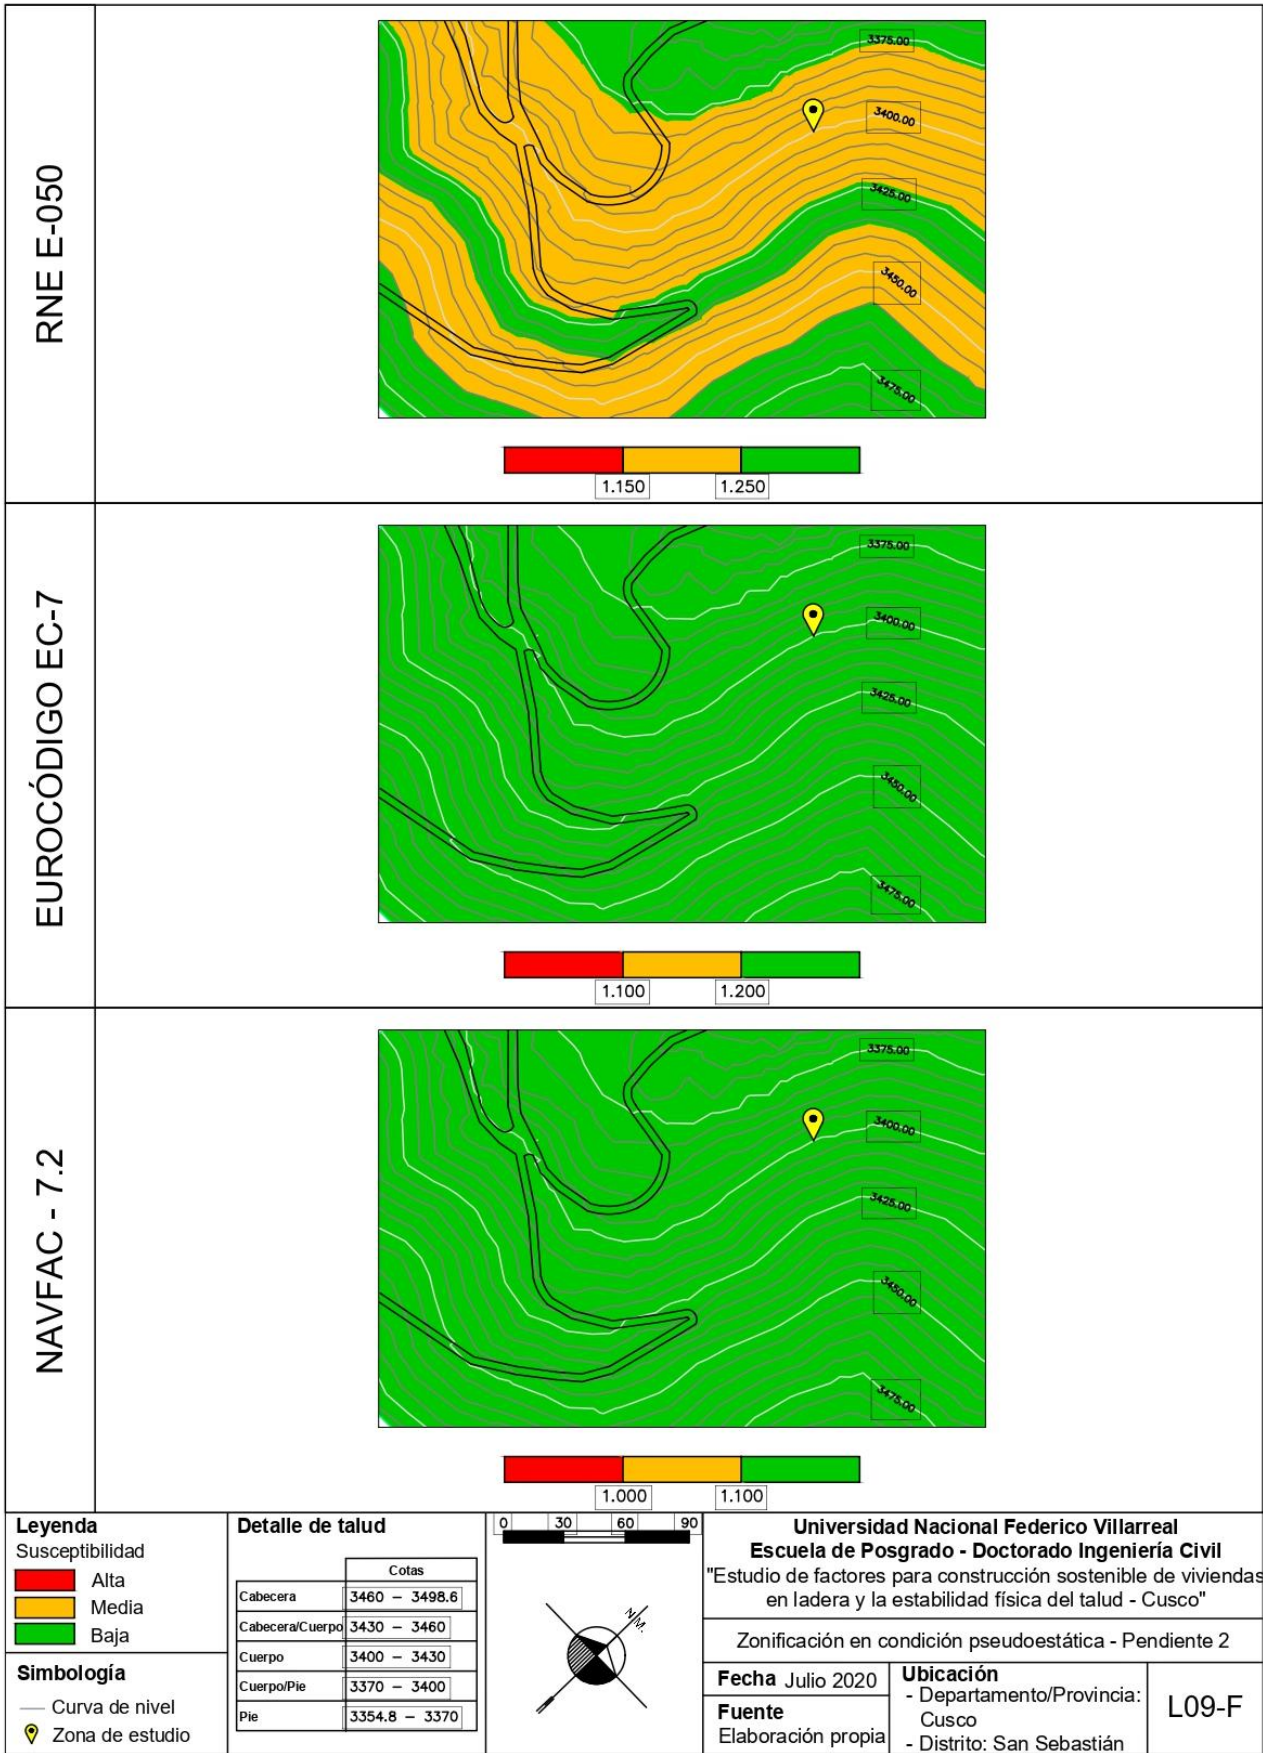 RNE E-050
3375.00
3400.00
3425.00
3450.00
3475.00
1.150
1.250
EUROCÓDIGO EC-7
3375.00
3400.00
3425.00
3450.00
3475.00
1.100
1.200
NAVFAC - 7.2
3375.00
3400.00
3425.00
3450.00
3475.00
1.000
1.100
Leyenda
Susceptibilidad
Alta
Media
Baja
Simbología
Curva de nivel
Zona de estudio
Detalle de talud
Cotas
Cabecera 3460 - 3498.6
Cabecera/Cuerpo 3430 - 3460
Cuerpo 3400 - 3430
Cuerpo/Pie 3370 - 3400
Pie 3354.8 - 3370
0 30 60 90
N.M.
Universidad Nacional Federico Villarreal
Escuela de Posgrado - Doctorado Ingeniería Civil
"Estudio de factores para construcción sostenible de viviendas
en ladera y la estabilidad física del talud - Cusco"
Zonificación en condición pseudoestática - Pendiente 2
Fecha Julio 2020
Fuente
Elaboración propia
Ubicación
- Departamento/Provincia:
Cusco
- Distrito: San Sebastián
L09-F